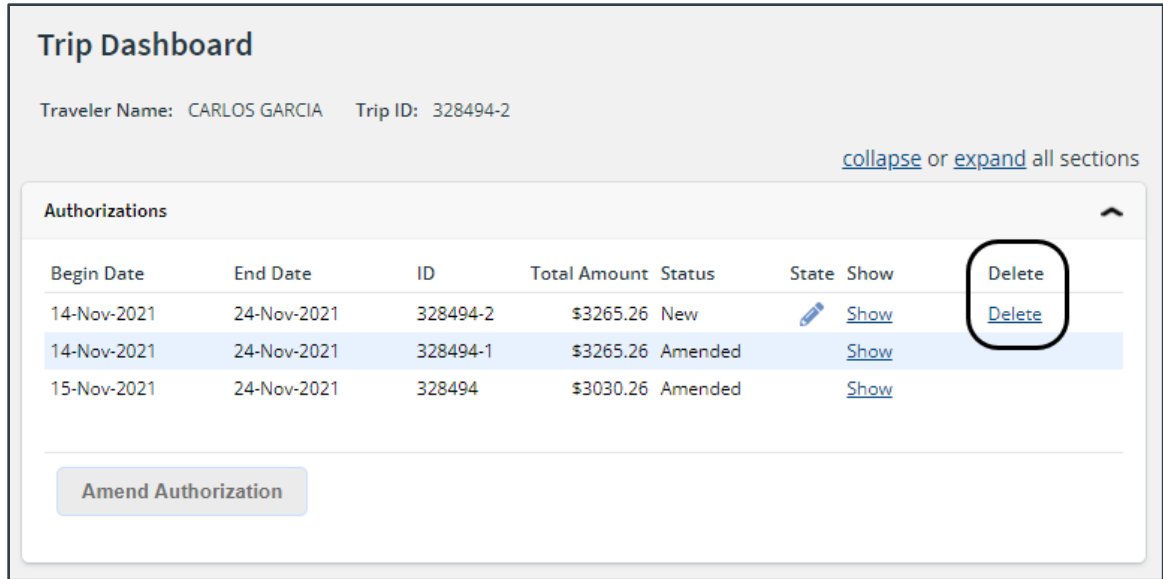 Trip Dashboard
Traveler Name: CARLOS GARCIA Trip ID: 328494-2
collapse or expand all sections
Authorizations
Begin Date End Date ID Total Amount Status State Show Delete
14-Nov-2021 24-Nov-2021 328494-2 $3265.26 New Show Delete
14-Nov-2021 24-Nov-2021 328494-1 $3265.26 Amended Show
15-Nov-2021 24-Nov-2021 328494 $3030.26 Amended Show
Amend Authorization